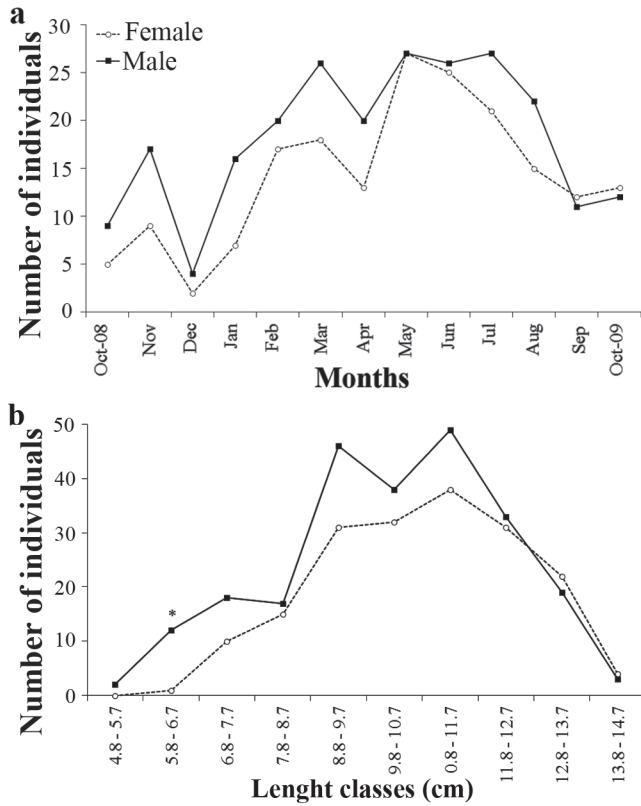 a
Female
Male
Number of individuals
30
25
20
15
10
5
0
Oct-08
Nov
Dec
Jan
Feb
Mar
Apr
May
Jun
Jul
Aug
Sep
Oct-09
Months
b
Number of individuals
50
40
30
20
10
0
*
4.8 - 5.7
5.8 - 6.7
6.8 - 7.7
7.8 - 8.7
8.8 - 9.7
9.8 - 10.7
0.8 - 11.7
11.8 - 12.7
12.8 - 13.7
13.8 - 14.7
Lenght classes (cm)